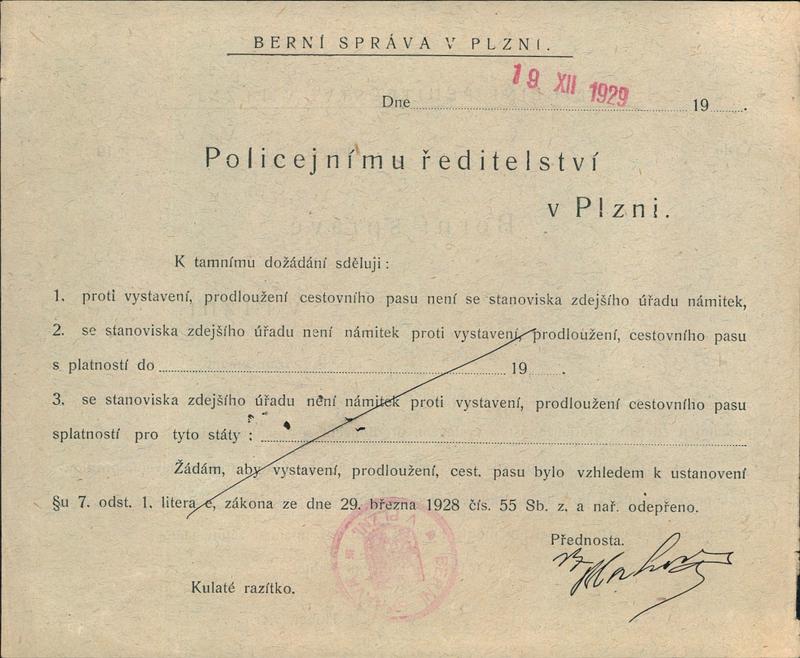 BERNÍ SPRÁVA V PLZNI.
19 XII 1929
Dne 19 .
Policejnímu ředitelství
v Plzni.
K tamnímu dožádání sděluji :
1. proti vystavení, prodloužení cestovního pasu není se stanoviska zdejšího úřadu námitek,
2. se stanoviska zdejšího úřadu není námitek proti vystavení, prodloužení, cestovního pasu
s platností do 19 .
3. se stanoviska zdejšího úřadu není námitek proti vystavení, prodloužení cestovního pasu
splatností pro tyto státy :
Žádám, aby vystavení, prodloužení, cest. pasu bylo vzhledem k ustanovení
§u 7. odst. 1. litera e, zákona ze dne 29. března 1928 čís. 55 Sb. z. a nař. odepřeno.
Přednosta.
Kulaté razítko.
BERNÍ SPRÁVA V PLZNI